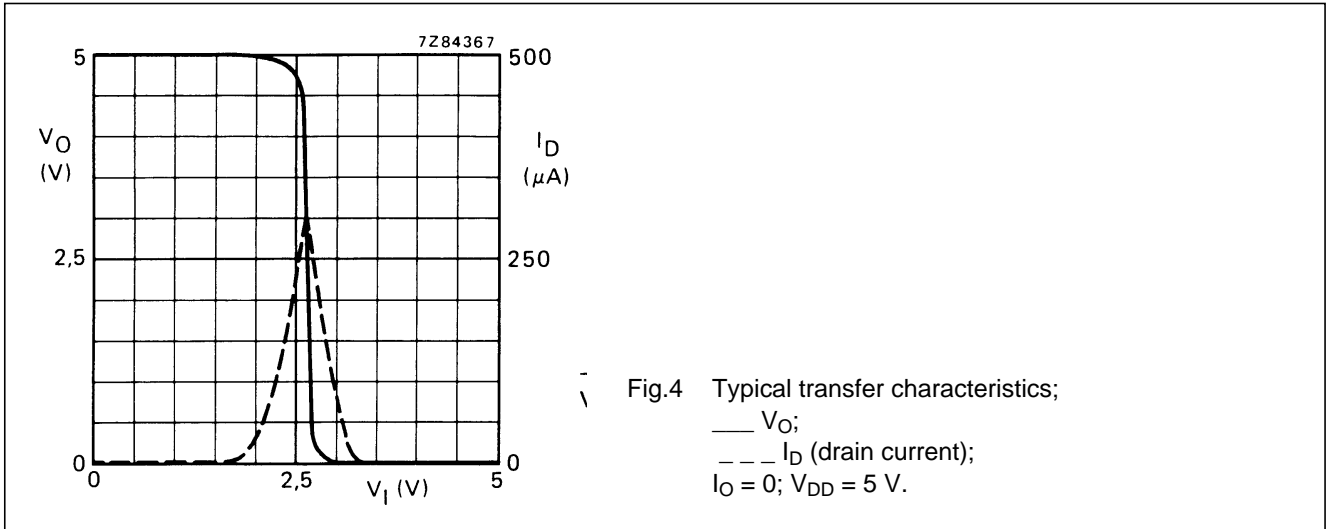 7Z84367
5
500
V_O
(V)
I_D
(μA)
2,5
250
0
0
0
2,5
5
V_I (V)
Fig.4 Typical transfer characteristics;
___ V_O;
_ _ _ I_D (drain current);
I_O = 0; V_DD = 5 V.